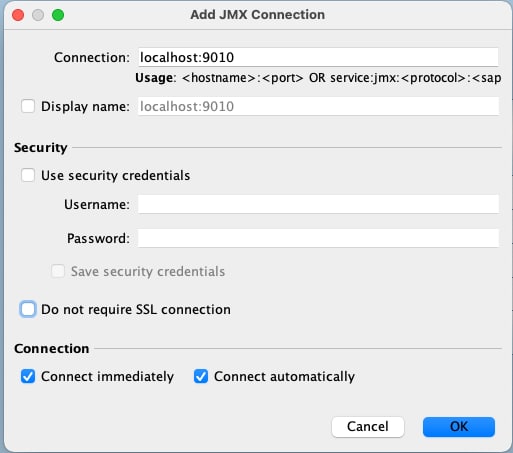 Add JMX Connection
Connection: localhost:9010
Usage: <hostname>:<port> OR service:jmx:<protocol>:<sap
Display name: localhost:9010
Security
Use security credentials
Username:
Password:
Save security credentials
Do not require SSL connection
Connection
Connect immediately Connect automatically
Cancel OK